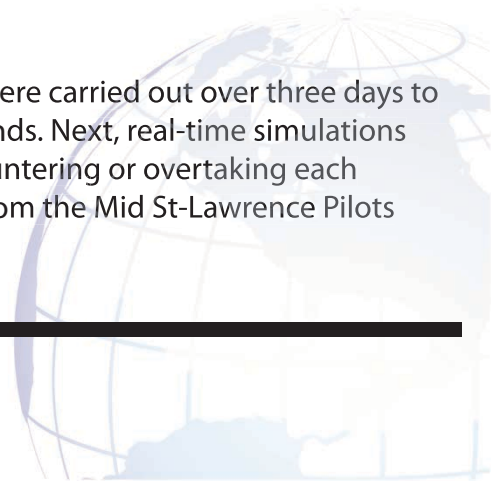 ere carried out over three days to
nds. Next, real-time simulations
untering or overtaking each
om the Mid St-Lawrence Pilots